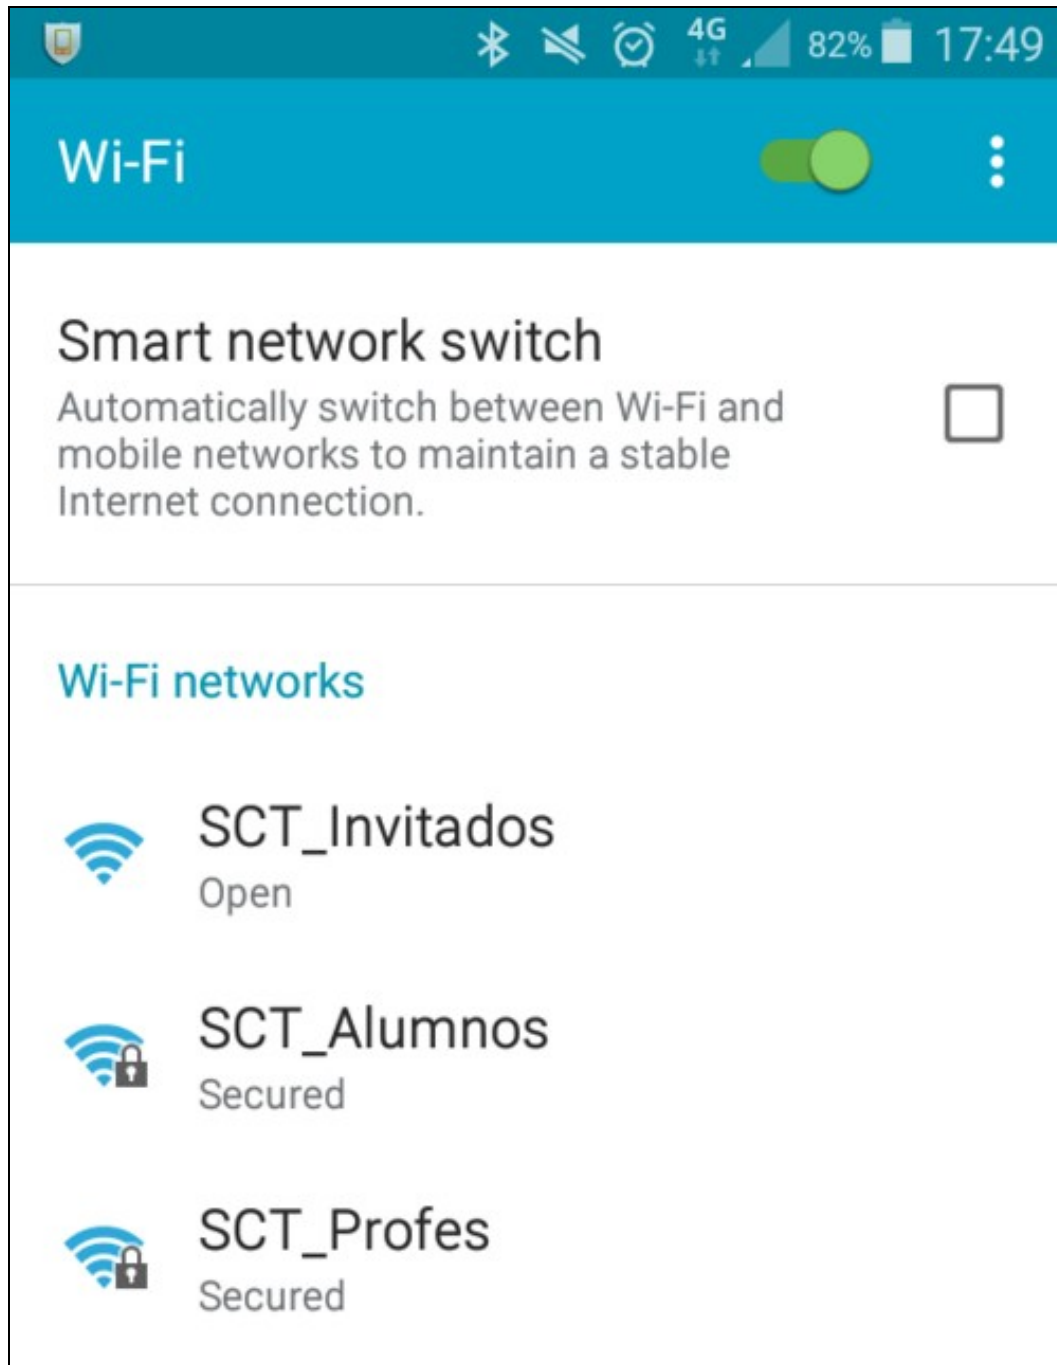 4G 82% 17:49
Wi-Fi
Smart network switch
Automatically switch between Wi-Fi and
mobile networks to maintain a stable
Internet connection.
Wi-Fi networks
SCT_Invitados
Open
SCT_Alumnos
Secured
SCT_Profes
Secured